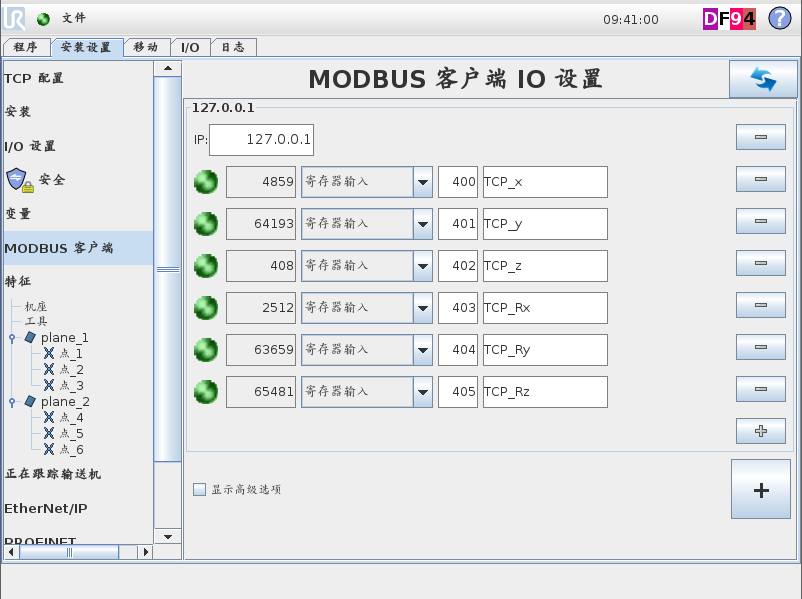 UR 文件 09:41:00 DF94 ?
程序 安装设置 移动 I/O 日志
TCP 配置
安装
I/O 设置
安全
变量
MODBUS 客户端
特征
机座
工具
plane_1
点_1
点_2
点_3
plane_2
点_4
点_5
点_6
正在跟踪输送机
EtherNet/IP
PROFINET
MODBUS 客户端 IO 设置
127.0.0.1
IP: 127.0.0.1
4859 寄存器输入 400 TCP_x
64193 寄存器输入 401 TCP_y
408 寄存器输入 402 TCP_z
2512 寄存器输入 403 TCP_Rx
63659 寄存器输入 404 TCP_Ry
65481 寄存器输入 405 TCP_Rz
显示高级选项